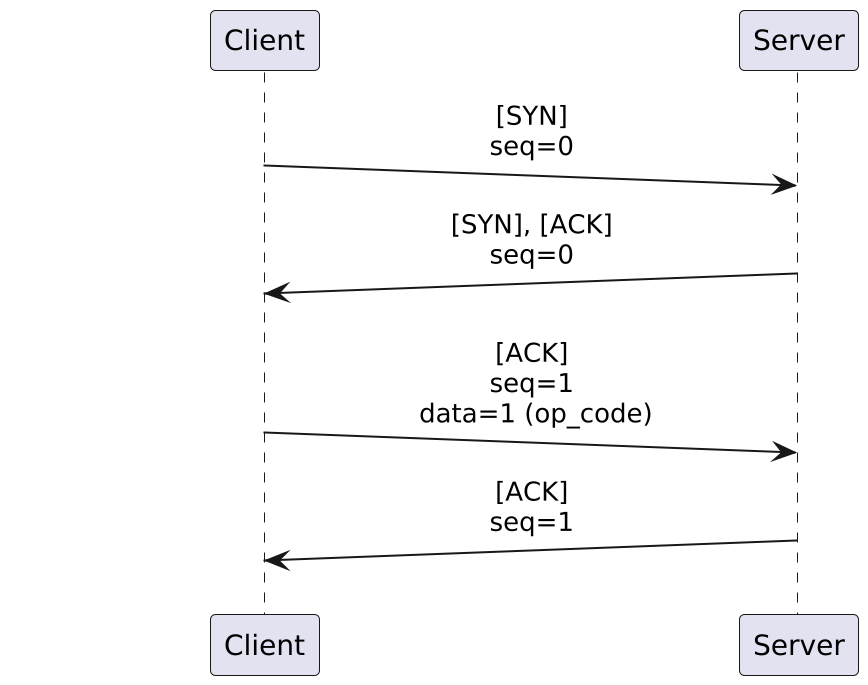 Client
Server
[SYN]
seq=0
[SYN], [ACK]
seq=0
[ACK]
seq=1
data=1 (op_code)
[ACK]
seq=1
Client
Server